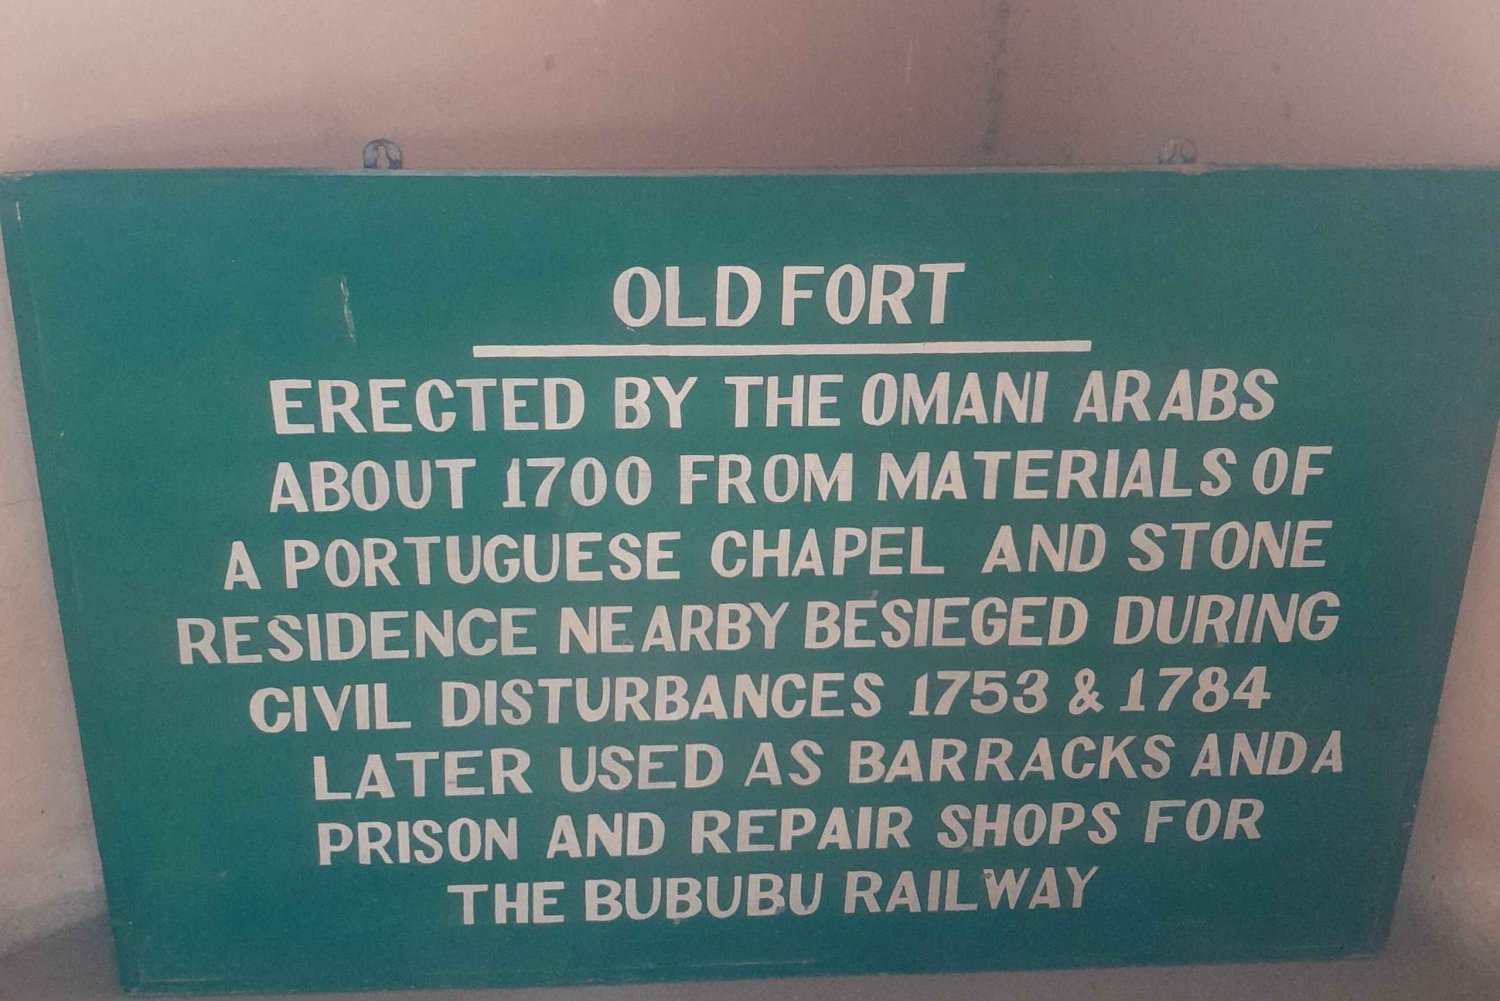 OLD FORT
ERECTED BY THE OMANI ARABS
ABOUT 1700 FROM MATERIALS OF
A PORTUGUESE CHAPEL AND STONE
RESIDENCE NEARBY BESIEGED DURING
CIVIL DISTURBANCES 1753 & 1784
LATER USED AS BARRACKS AND A
PRISON AND REPAIR SHOPS FOR
THE BUBUBU RAILWAY